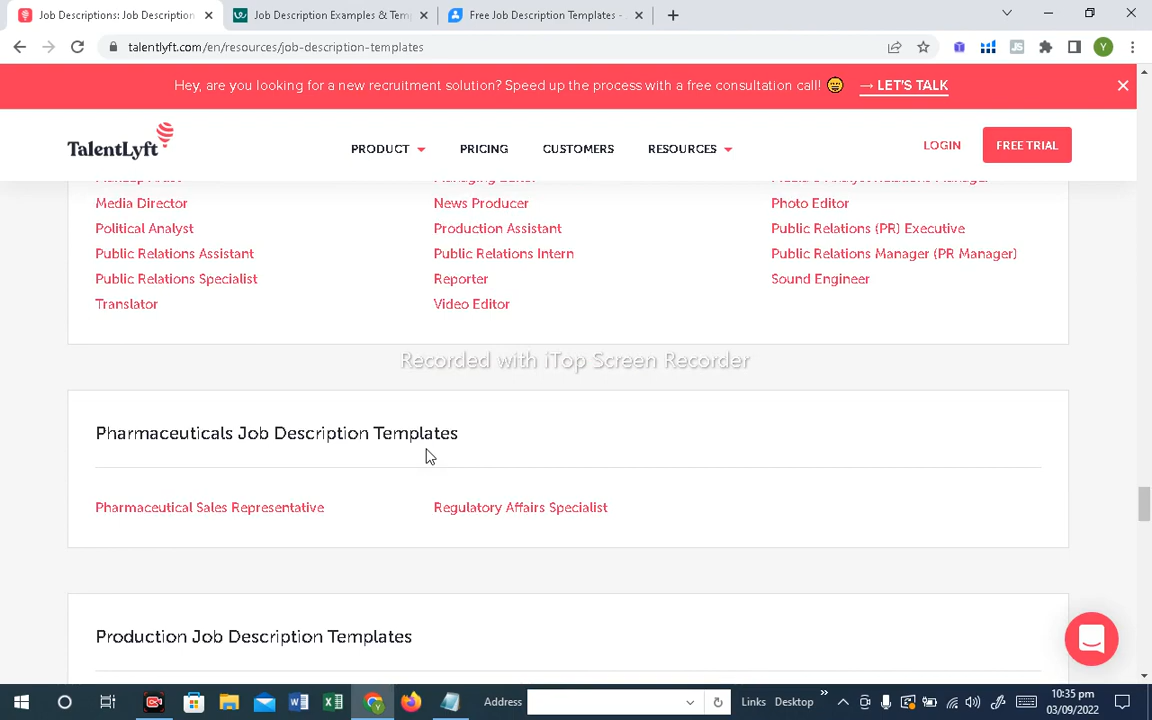 Job Descriptions: Job Description
Job Description Examples & Temp
Free Job Description Templates -
talentlyft.com/en/resources/job-description-templates
JS
Y
Hey, are you looking for a new recruitment solution? Speed up the process with a free consultation call! → LET'S TALK
TalentLyft
PRODUCT
PRICING
CUSTOMERS
RESOURCES
LOGIN
FREE TRIAL
Media Director
News Producer
Photo Editor
Political Analyst
Production Assistant
Public Relations (PR) Executive
Public Relations Assistant
Public Relations Intern
Public Relations Manager (PR Manager)
Public Relations Specialist
Reporter
Sound Engineer
Translator
Video Editor
Recorded with iTop Screen Recorder
Pharmaceuticals Job Description Templates
Pharmaceutical Sales Representative
Regulatory Affairs Specialist
Production Job Description Templates
Address
Links
Desktop
10:35 pm
03/09/2022